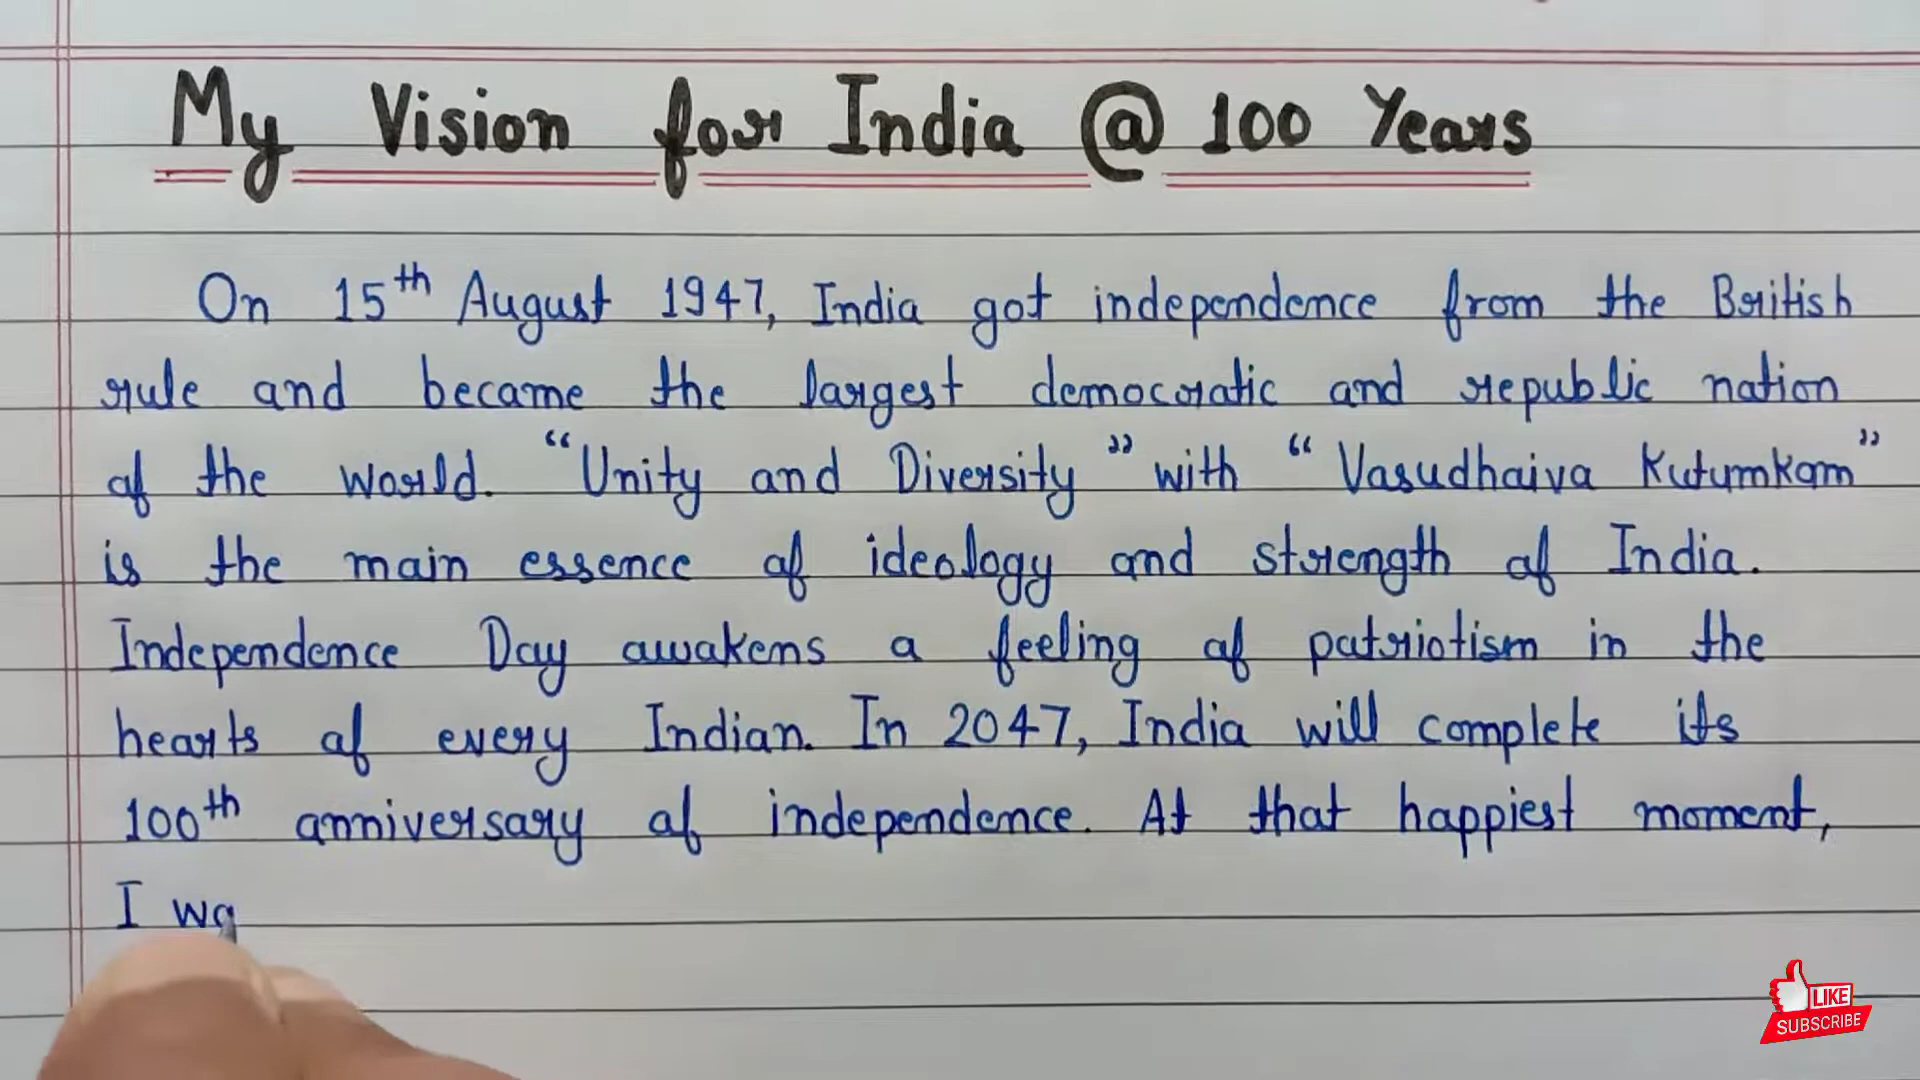 My Vision for India @ 100 Years
On 15th August 1947, India got independence from the British
rule and became the largest democratic and republic nation
of the world. “Unity and Diversity” with “Vasudhaiva Kutumkam”
is the main essence of ideology and strength of India.
Independence Day awakens a feeling of patriotism in the
hearts of every Indian. In 2047, India will complete its
100th anniversary of independence. At that happiest moment,
I wa
LIKE
SUBSCRIBE